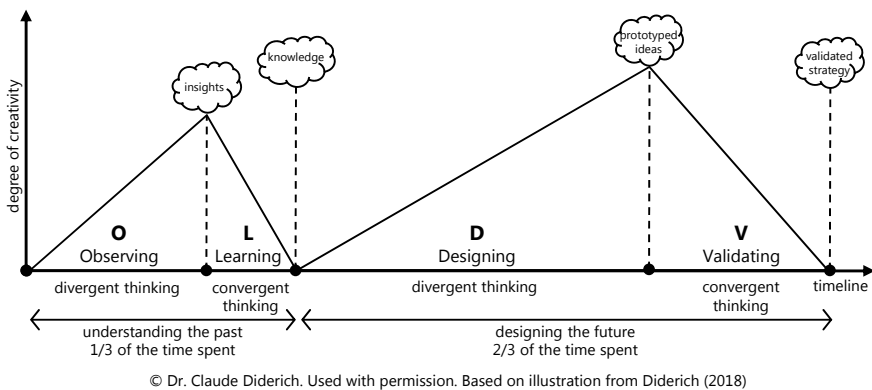 degree of creativity
insights
knowledge
prototyped
ideas
validated
strategy
O
Observing
L
Learning
D
Designing
V
Validating
divergent thinking
convergent
thinking
divergent thinking
convergent
thinking
timeline
understanding the past
1/3 of the time spent
designing the future
2/3 of the time spent
© Dr. Claude Diderich. Used with permission. Based on illustration from Diderich (2018)